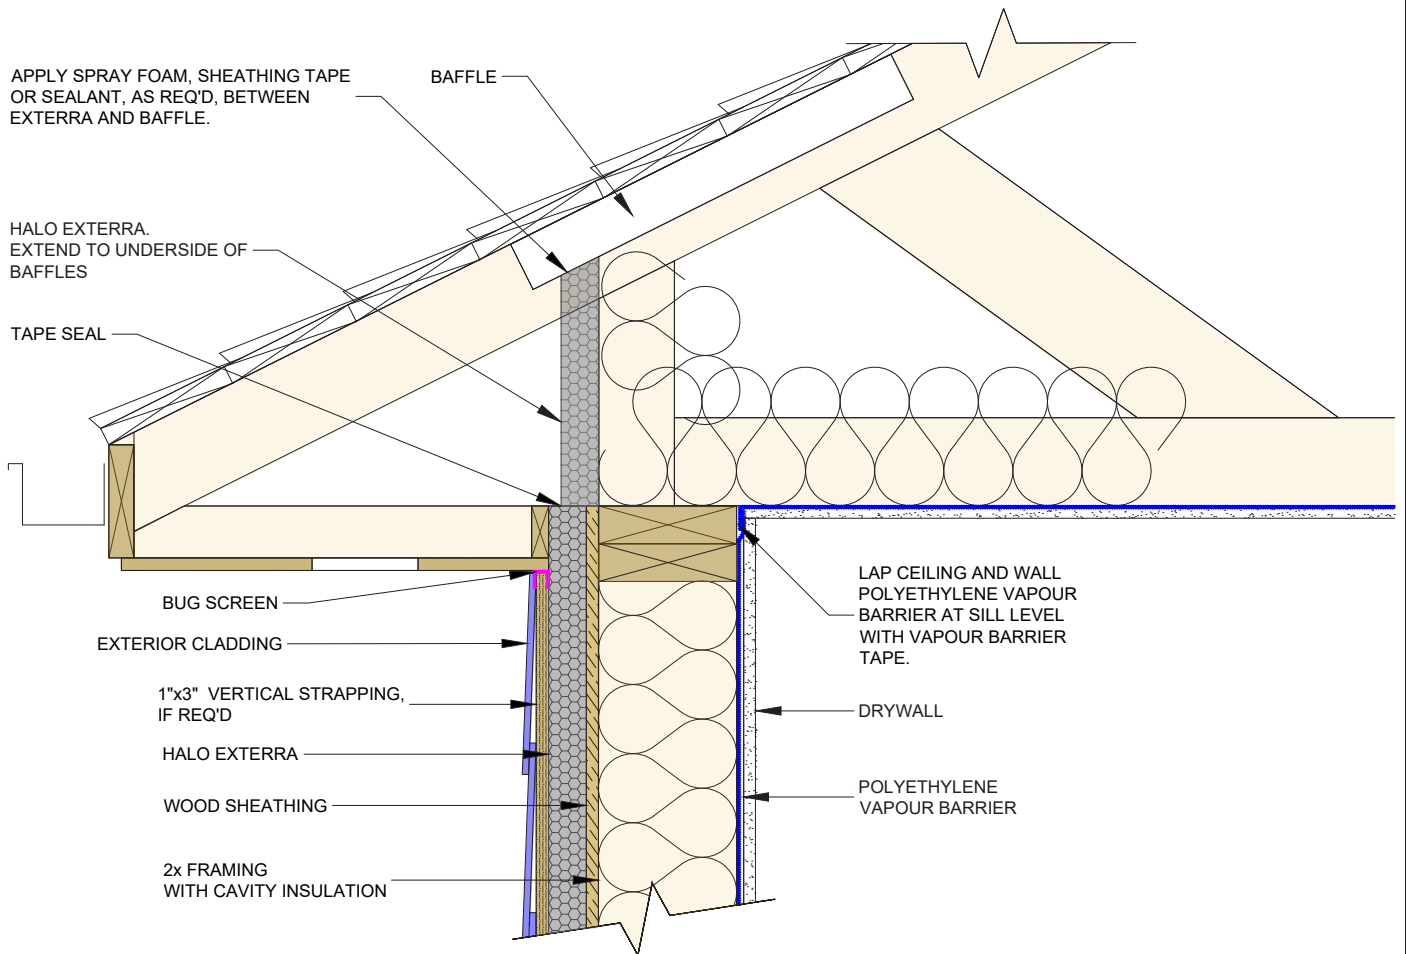 APPLY SPRAY FOAM, SHEATHING TAPE
OR SEALANT, AS REQ'D, BETWEEN
EXTERRA AND BAFFLE.
BAFFLE
HALO EXTERRA.
EXTEND TO UNDERSIDE OF
BAFFLES
TAPE SEAL
BUG SCREEN
EXTERIOR CLADDING
1"x3" VERTICAL STRAPPING,
IF REQ'D
HALO EXTERRA
WOOD SHEATHING
2x FRAMING
WITH CAVITY INSULATION
LAP CEILING AND WALL
POLYETHYLENE VAPOUR
BARRIER AT SILL LEVEL
WITH VAPOUR BARRIER
TAPE.
DRYWALL
POLYETHYLENE
VAPOUR BARRIER